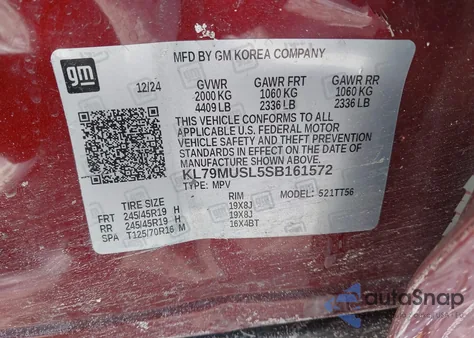 gm
MFD BY GM KOREA COMPANY
12/24 GVWR GAWR FRT GAWR RR
2000 KG 1060 KG 1060 KG
4409 LB 2336 LB 2336 LB
THIS VEHICLE CONFORMS TO ALL
APPLICABLE U.S. FEDERAL MOTOR
VEHICLE SAFETY AND THEFT PREVENTION
STANDARDS IN EFFECT ON THE DATE OF
MANUFACTURE SHOWN ABOVE.
KL79MUSL5SB161572
TYPE: MPV MODEL: 521TT56
TIRE SIZE RIM
FRT 245/45R19 H 19X8J
RR 245/45R19 H 19X8J
SPA T125/70R16 M 16X4BT
autoSnap